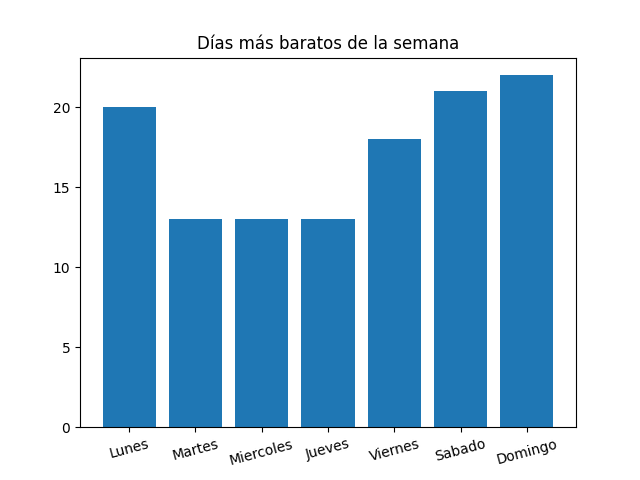 Días más baratos de la semana
20
15
10
5
0
Lunes
Martes
Miercoles
Jueves
Viernes
Sabado
Domingo